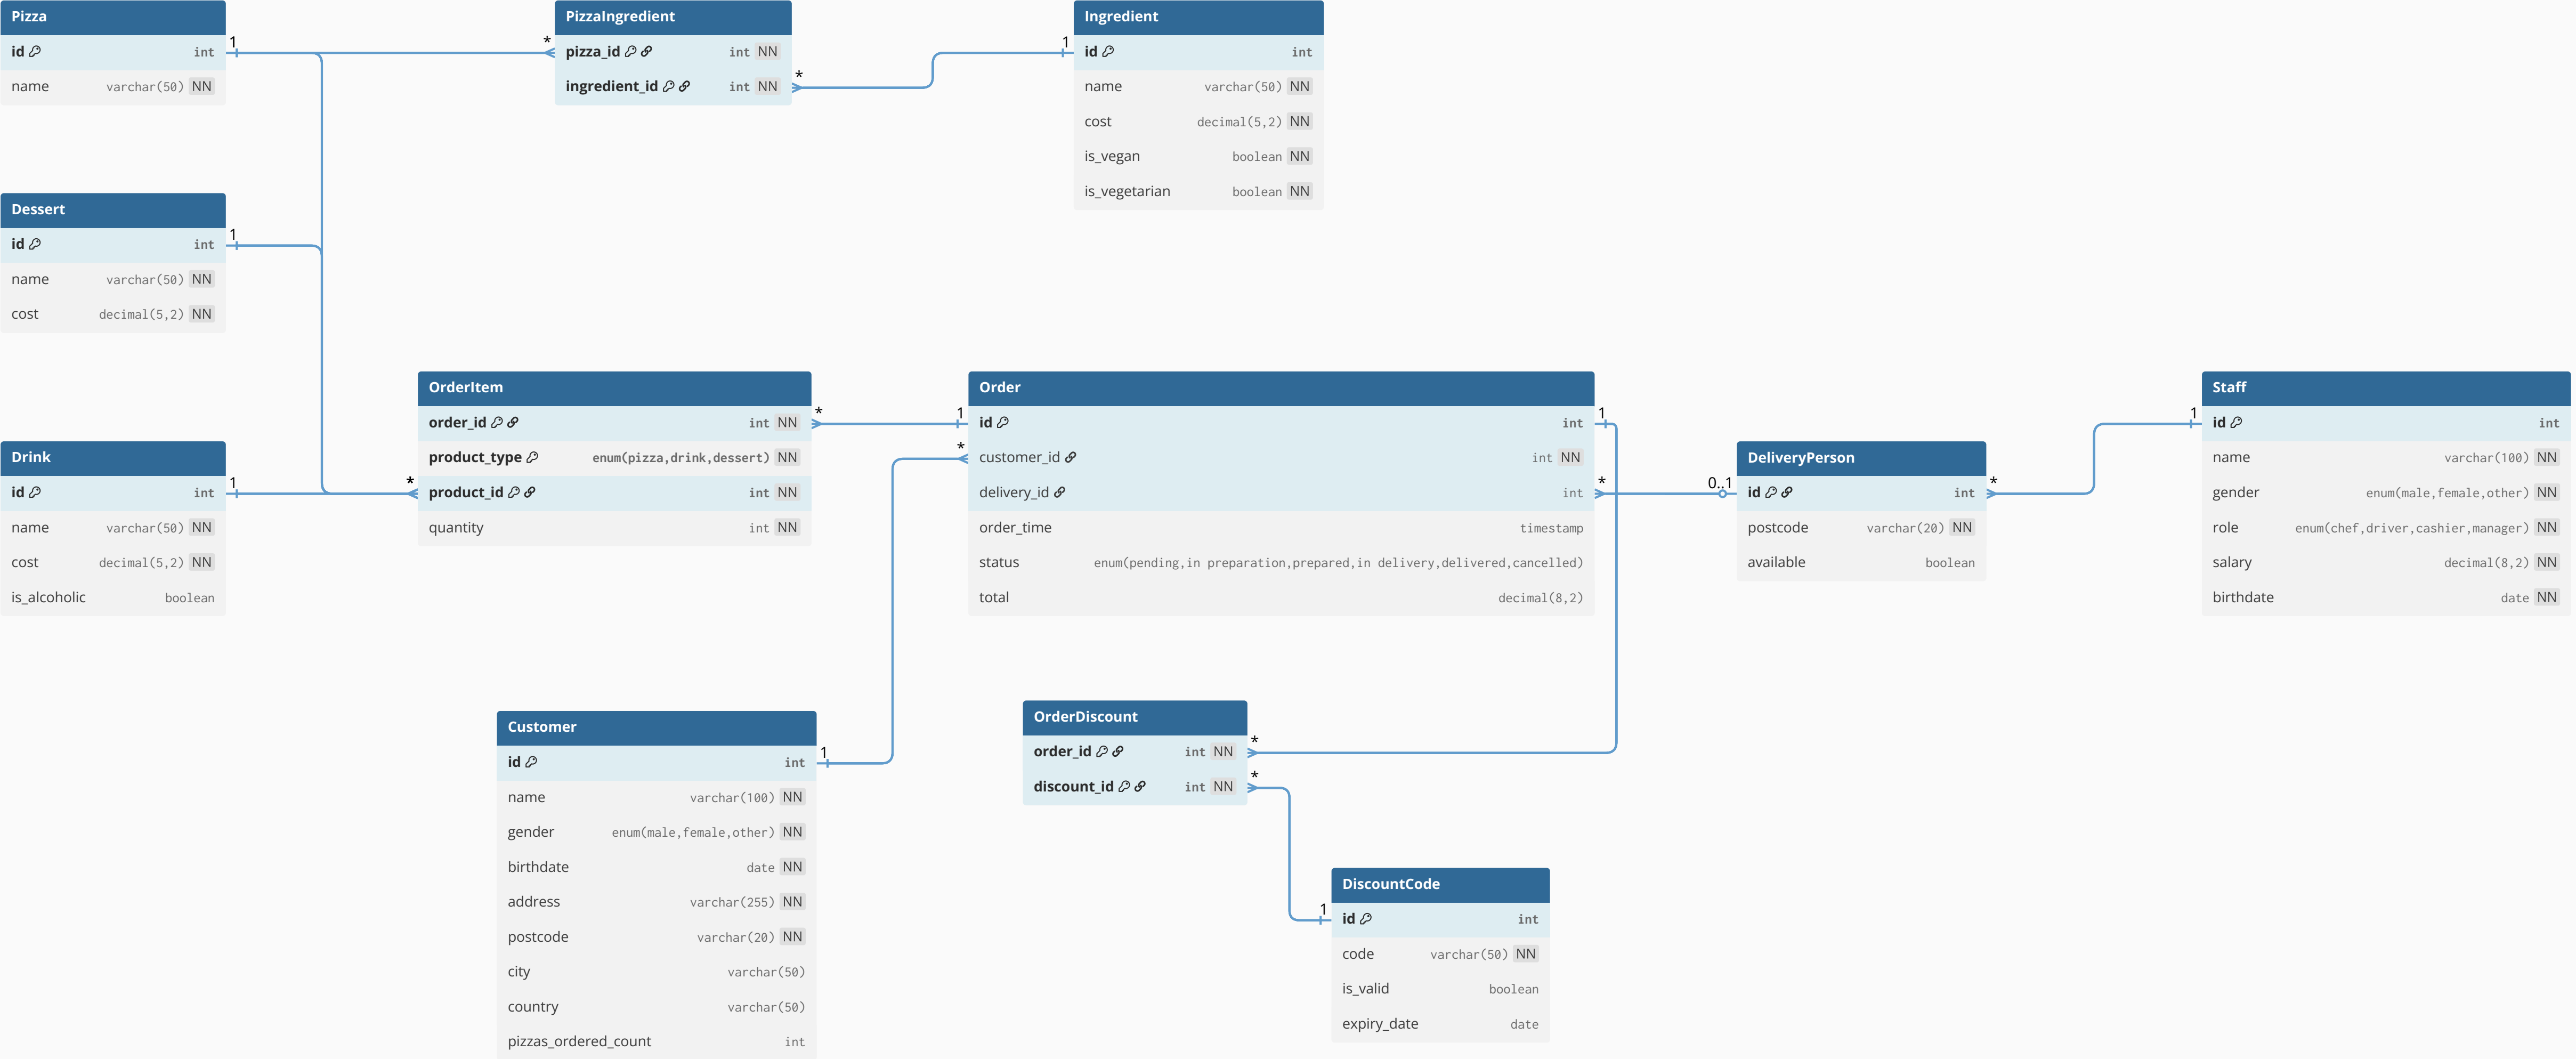 Pizza
id int
name varchar(50) NN
PizzaIngredient
pizza_id int NN
ingredient_id int NN
Ingredient
id int
name varchar(50) NN
cost decimal(5,2) NN
is_vegan boolean NN
is_vegetarian boolean NN
1
*
*
1
Dessert
id int
name varchar(50) NN
cost decimal(5,2) NN
1
Drink
id int
name varchar(50) NN
cost decimal(5,2) NN
is_alcoholic boolean
1
*
OrderItem
order_id int NN
product_type enum(pizza,drink,dessert) NN
product_id int NN
quantity int NN
*
1
*
Order
id int
customer_id int NN
delivery_id int
order_time timestamp
status enum(pending,in preparation,prepared,in delivery,delivered,cancelled)
total decimal(8,2)
1
*
0..1
DeliveryPerson
id int
postcode varchar(20) NN
available boolean
*
1
Staff
id int
name varchar(100) NN
gender enum(male,female,other) NN
role enum(chef,driver,cashier,manager) NN
salary decimal(8,2) NN
birthdate date NN
Customer
id int
name varchar(100) NN
gender enum(male,female,other) NN
birthdate date NN
address varchar(255) NN
postcode varchar(20) NN
city varchar(50)
country varchar(50)
pizzas_ordered_count int
1
OrderDiscount
order_id int NN
discount_id int NN
*
*
1
DiscountCode
id int
code varchar(50) NN
is_valid boolean
expiry_date date